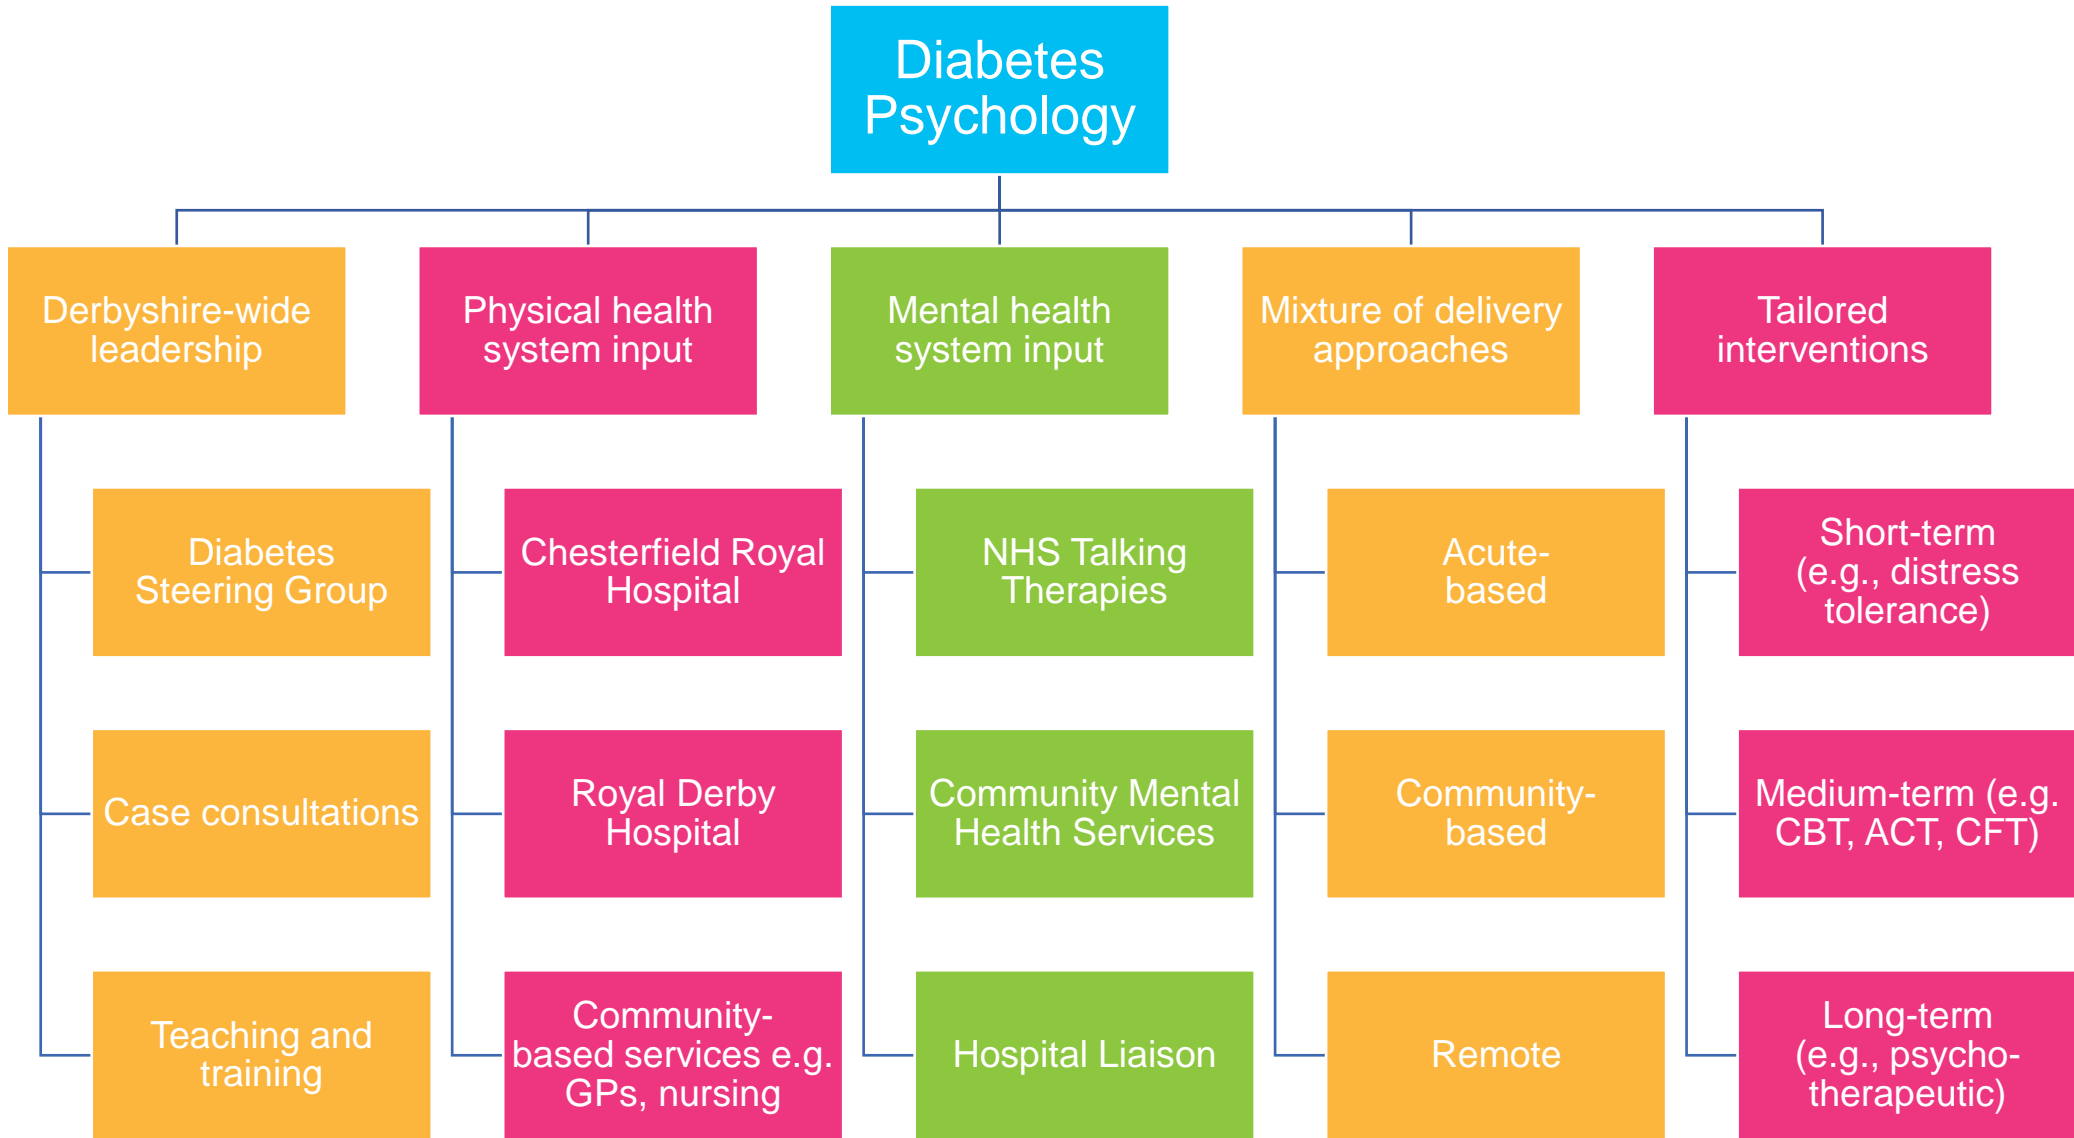 Diabetes
Psychology
Derbyshire-wide
leadership
Physical health
system input
Mental health
system input
Mixture of delivery
approaches
Tailored
interventions
Diabetes
Steering Group
Chesterfield Royal
Hospital
NHS Talking
Therapies
Acute-
based
Short-term
(e.g., distress
tolerance)
Case consultations
Royal Derby
Hospital
Community Mental
Health Services
Community-
based
Medium-term (e.g.
CBT, ACT, CFT)
Teaching and
training
Community-
based services e.g.
GPs, nursing
Hospital Liaison
Remote
Long-term
(e.g., psycho-
therapeutic)